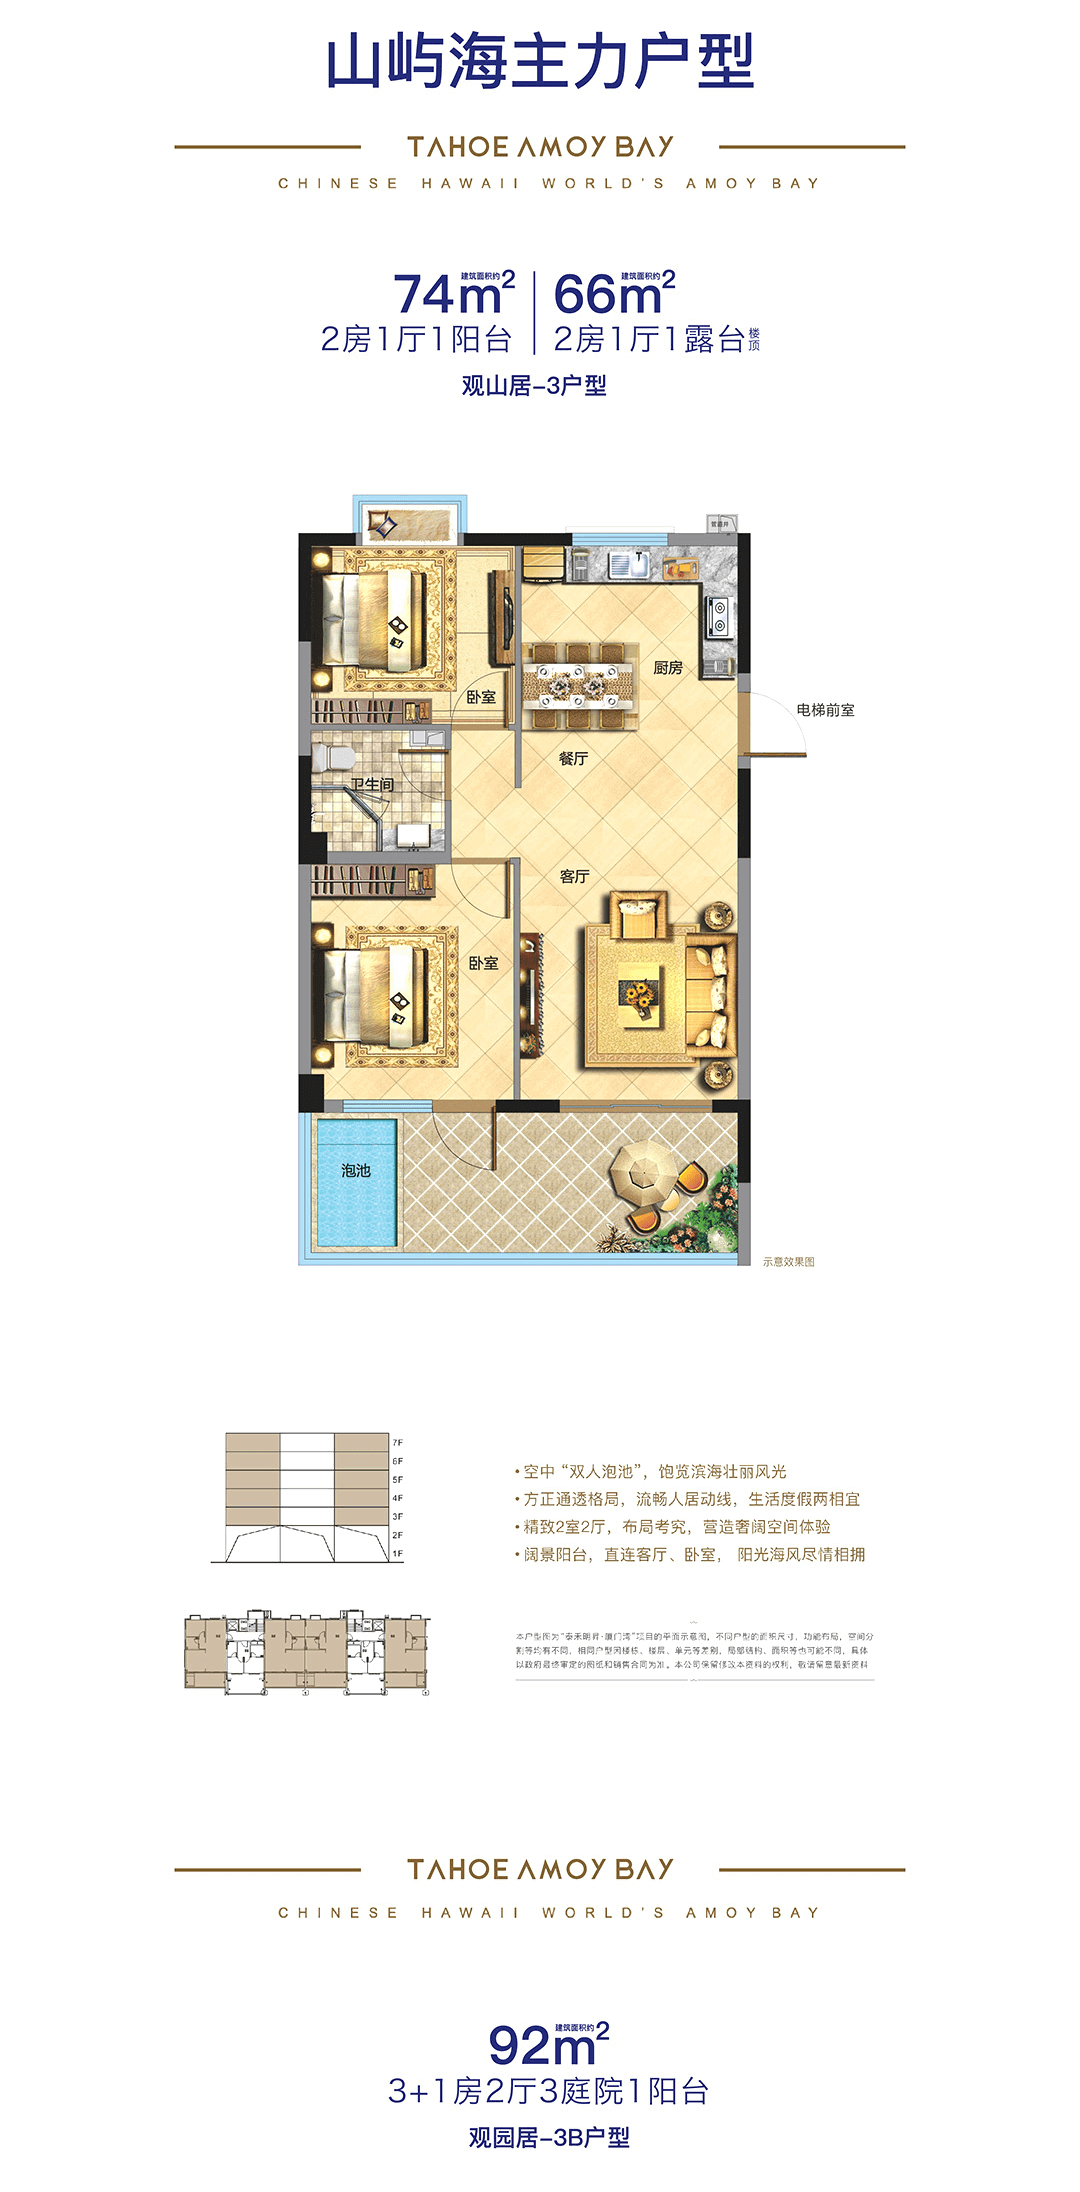 山屿海主力户型
TAHOE AMOY BAY
CHINESE HAWAII WORLD'S AMOY BAY
74m² 建筑面积约
2房1厅1阳台
66m² 建筑面积约
2房1厅1露台 楼顶
观山居-3户型
管道井
卧室
厨房
电梯前室
餐厅
卫生间
客厅
卧室
泡池
示意效果图
7F
6F
5F
4F
3F
2F
1F
•空中“双人泡池”，饱览滨海壮丽风光
•方正通透格局，流畅人居动线，生活度假两相宜
•精致2室2厅，布局考究，营造奢阔空间体验
•阔景阳台，直连客厅、卧室， 阳光海风尽情相拥
本户型图为“泰禾明昇·厦门湾”项目的平面示意图，不同户型的面积尺寸，功能布局，空间分
割等均有不同，相同户型因楼栋、楼层、单元等差别，局部结构、面积等也可能不同，具体
以政府最终审定的图纸和销售合同为准。本公司保留修改本资料的权利，敬请留意最新资料
TAHOE AMOY BAY
CHINESE HAWAII WORLD'S AMOY BAY
92m² 建筑面积约
3+1房2厅3庭院1阳台
观园居-3B户型